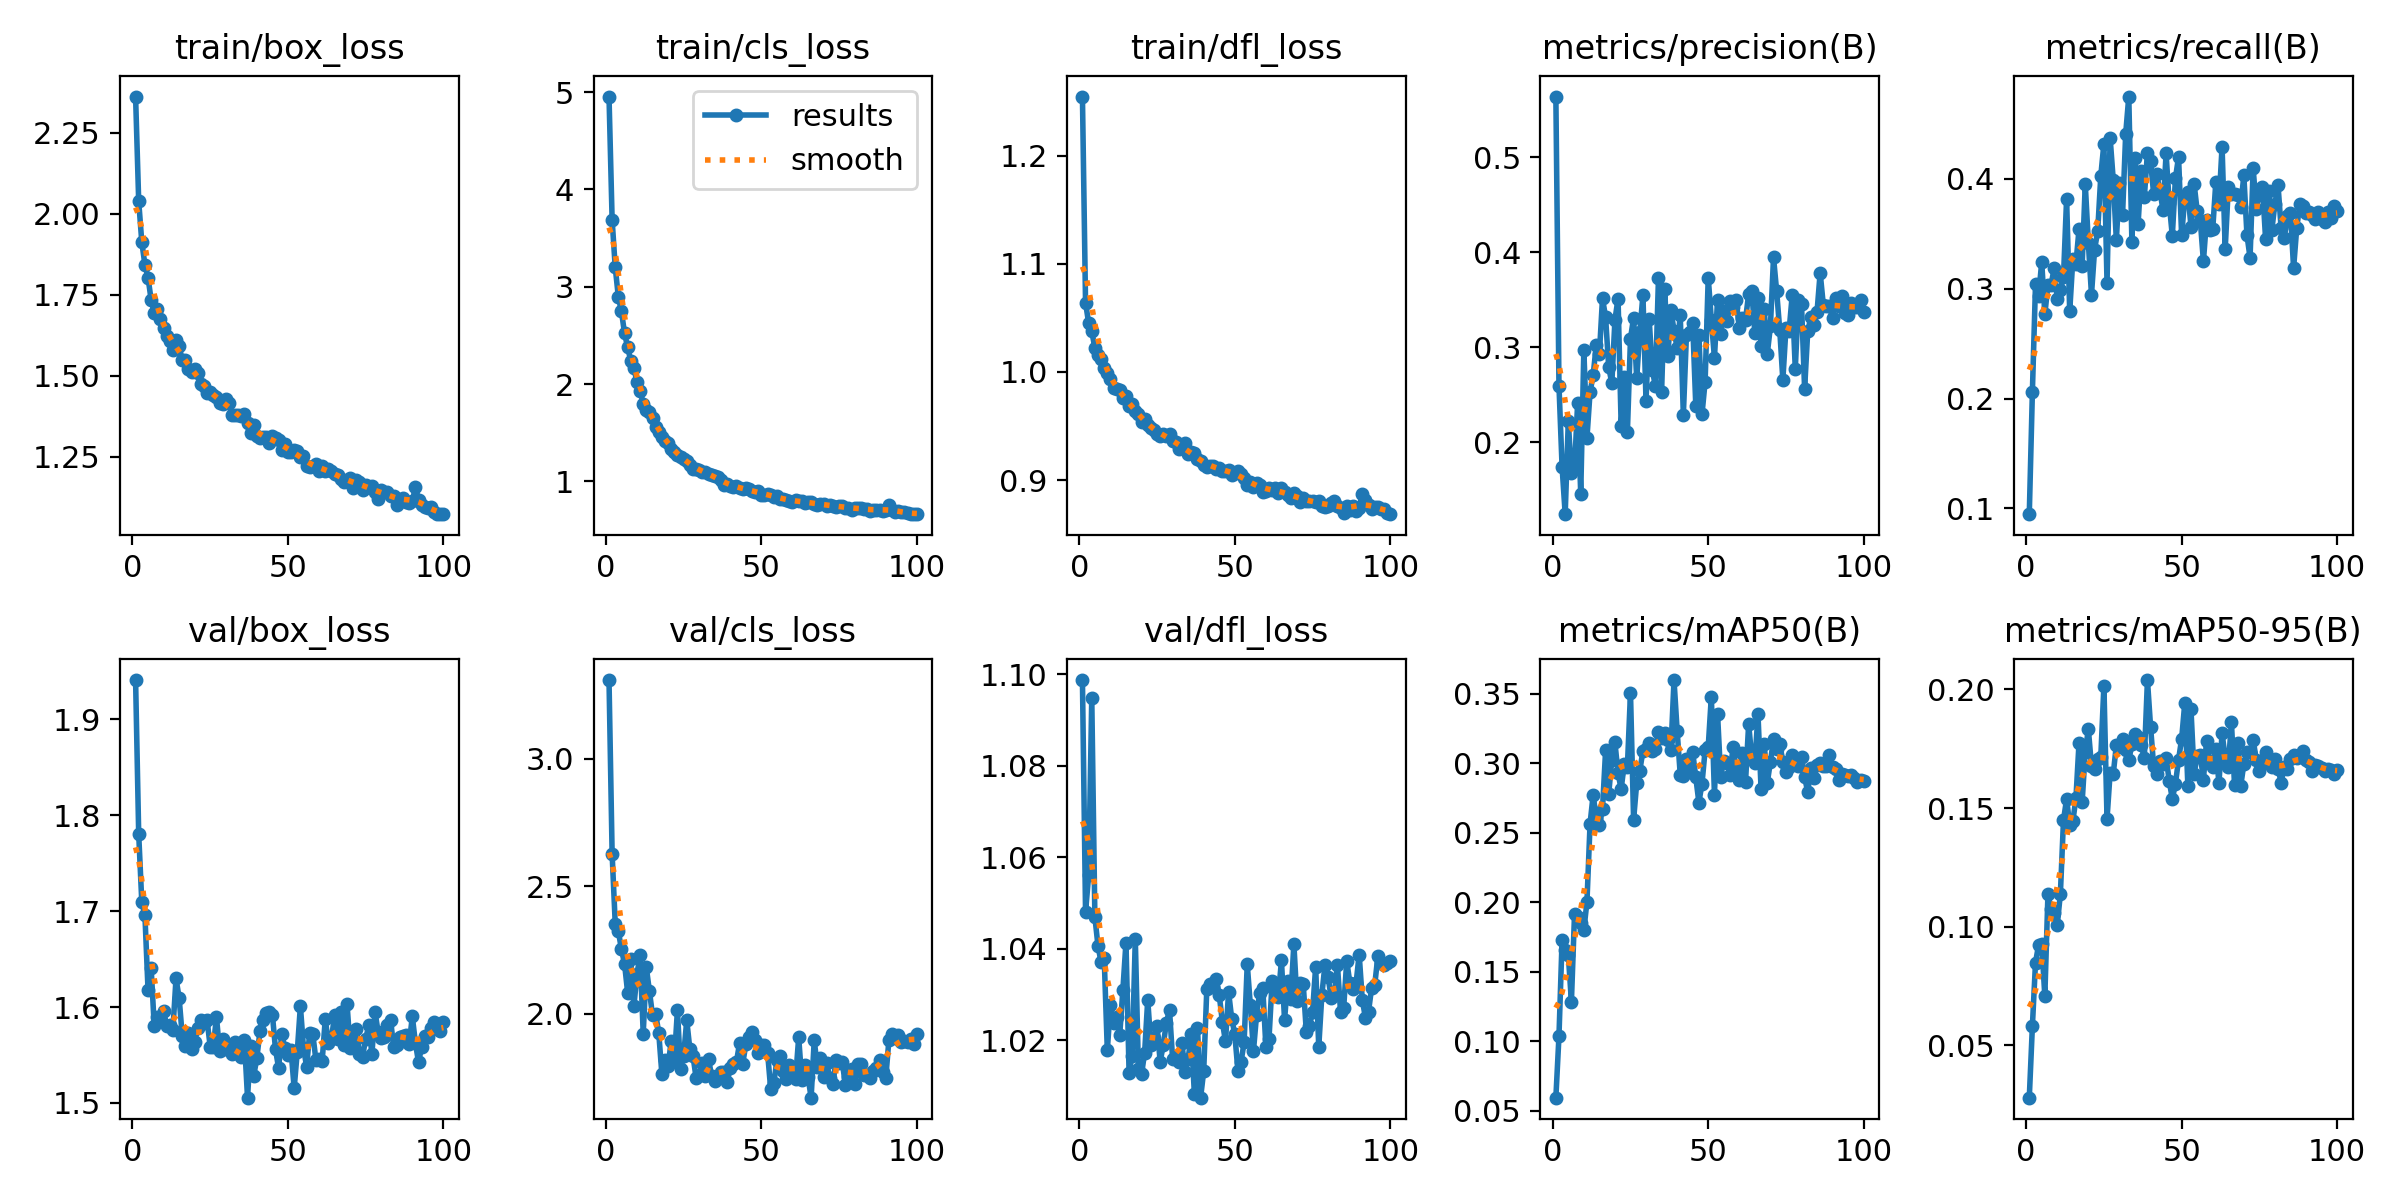 train/box_loss
2.25
2.00
1.75
1.50
1.25
0 50 100
train/cls_loss
results
smooth
5
4
3
2
1
0 50 100
train/dfl_loss
1.2
1.1
1.0
0.9
0 50 100
metrics/precision(B)
0.5
0.4
0.3
0.2
0 50 100
metrics/recall(B)
0.4
0.3
0.2
0.1
0 50 100
val/box_loss
1.9
1.8
1.7
1.6
1.5
0 50 100
val/cls_loss
3.0
2.5
2.0
0 50 100
val/dfl_loss
1.10
1.08
1.06
1.04
1.02
0 50 100
metrics/mAP50(B)
0.35
0.30
0.25
0.20
0.15
0.10
0.05
0 50 100
metrics/mAP50-95(B)
0.20
0.15
0.10
0.05
0 50 100